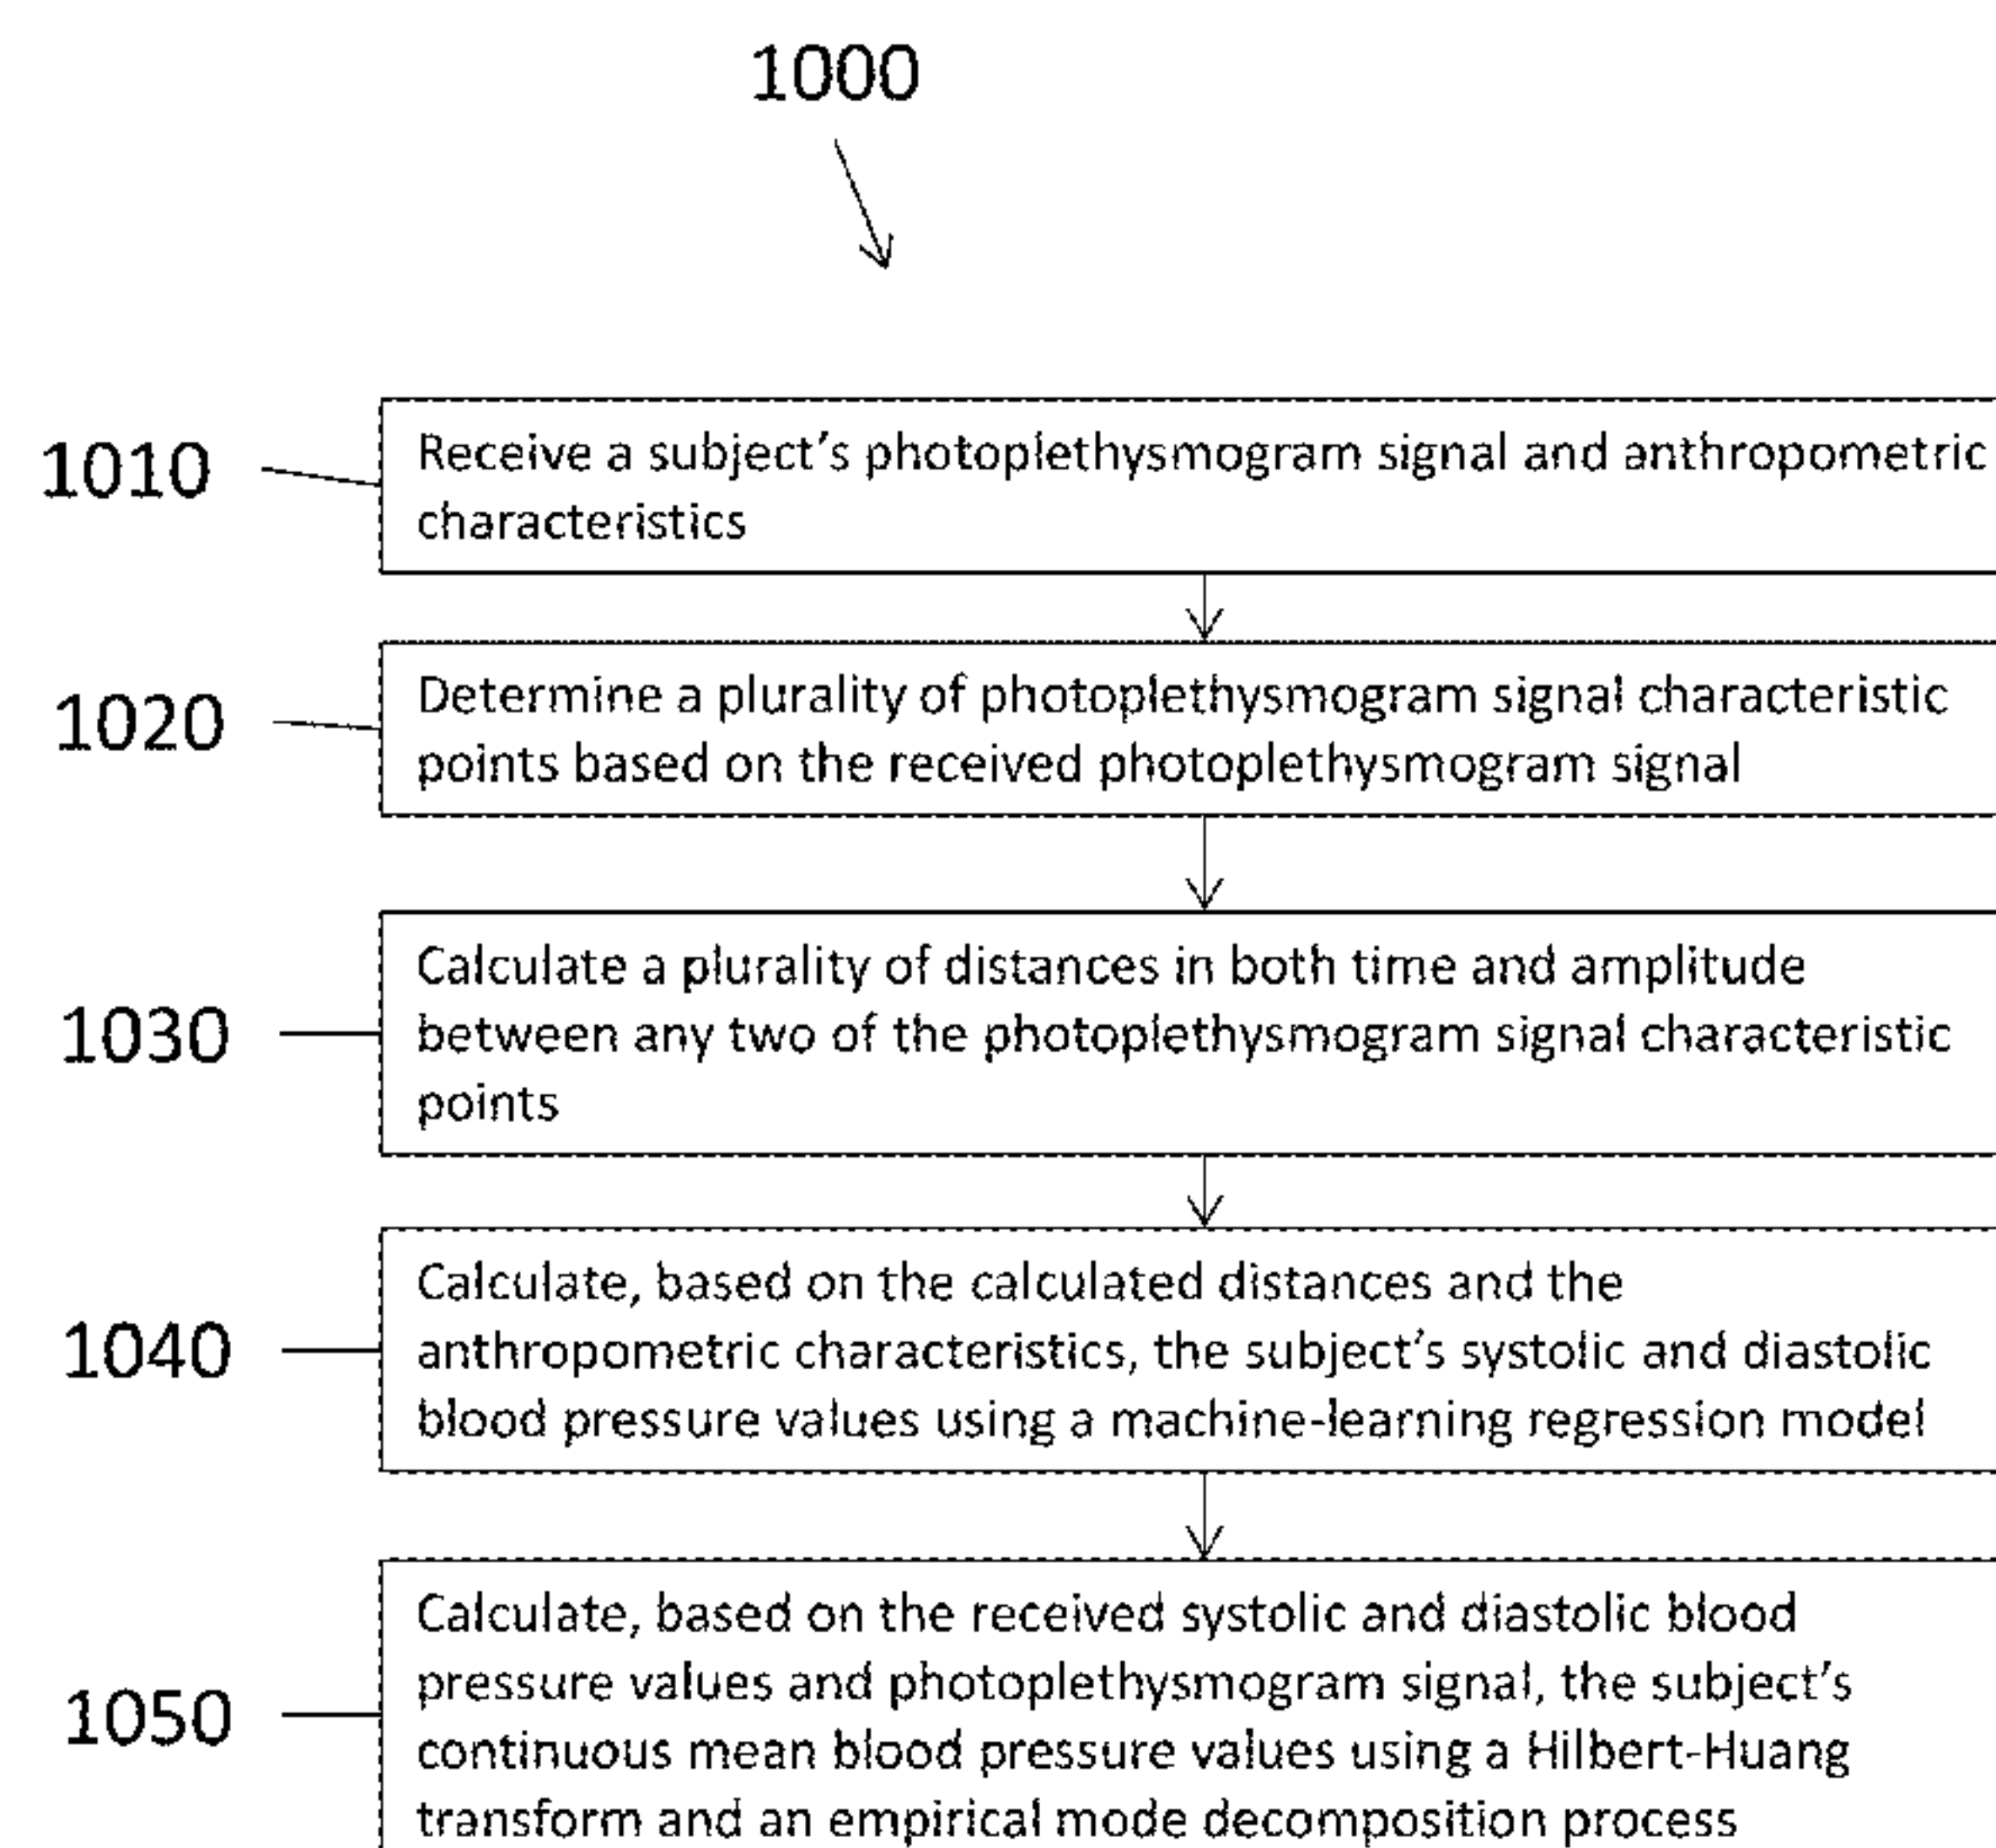 1000
1010
Receive a subject's photoplethysmogram signal and anthropometric
characteristics
1020
Determine a plurality of photoplethysmogram signal characteristic
points based on the received photoplethysmogram signal
1030
Calculate a plurality of distances in both time and amplitude
between any two of the photoplethysmogram signal characteristic
points
1040
Calculate, based on the calculated distances and the
anthropometric characteristics, the subject's systolic and diastolic
blood pressure values using a machine-learning regression model
1050
Calculate, based on the received systolic and diastolic blood
pressure values and photoplethysmogram signal, the subject's
continuous mean blood pressure values using a Hilbert-Huang
transform and an empirical mode decomposition process